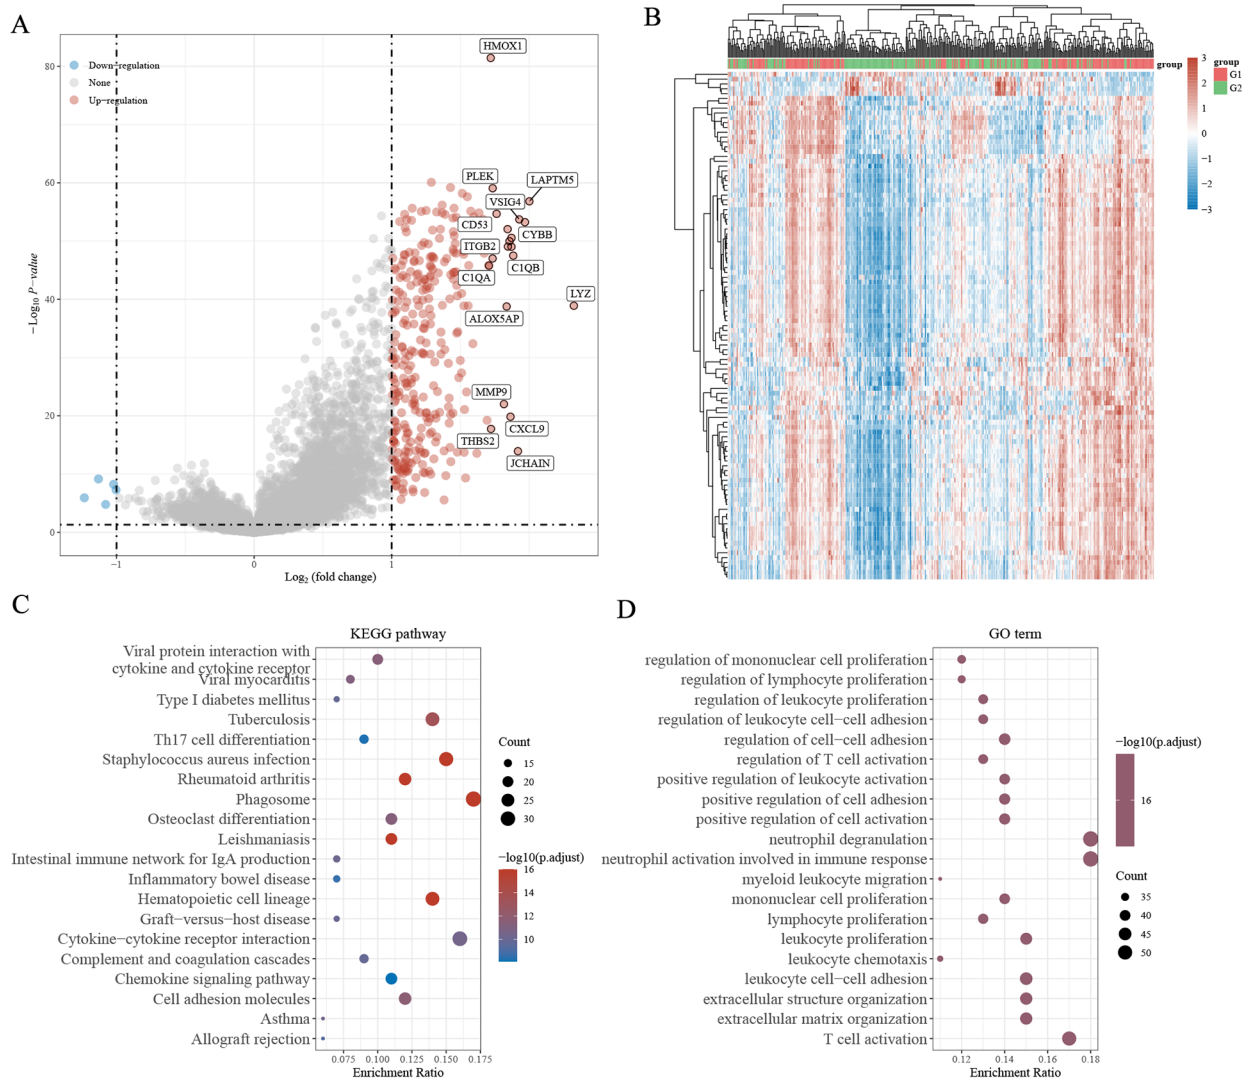 A
Down−regulation
None
Up−regulation
HMOX1
PLEK
LAPTM5
VSIG4
CD53
CYBB
ITGB2
C1QB
C1QA
LYZ
ALOX5AP
MMP9
CXCL9
THBS2
JCHAIN
80
60
40
20
0
−Log10 P−value
−1
0
1
Log2 (fold change)
B
group
3
2
1
0
−1
−2
−3
group
G1
G2
C
KEGG pathway
Viral protein interaction with
cytokine and cytokine receptor
Viral myocarditis
Type I diabetes mellitus
Tuberculosis
Th17 cell differentiation
Staphylococcus aureus infection
Rheumatoid arthritis
Phagosome
Osteoclast differentiation
Leishmaniasis
Intestinal immune network for IgA production
Inflammatory bowel disease
Hematopoietic cell lineage
Graft−versus−host disease
Cytokine−cytokine receptor interaction
Complement and coagulation cascades
Chemokine signaling pathway
Cell adhesion molecules
Asthma
Allograft rejection
0.075 0.100 0.125 0.150 0.175
Enrichment Ratio
Count
15
20
25
30
−log10(p.adjust)
16
14
12
10
D
GO term
regulation of mononuclear cell proliferation
regulation of lymphocyte proliferation
regulation of leukocyte proliferation
regulation of leukocyte cell−cell adhesion
regulation of cell−cell adhesion
regulation of T cell activation
positive regulation of leukocyte activation
positive regulation of cell adhesion
positive regulation of cell activation
neutrophil degranulation
neutrophil activation involved in immune response
myeloid leukocyte migration
mononuclear cell proliferation
lymphocyte proliferation
leukocyte proliferation
leukocyte chemotaxis
leukocyte cell−cell adhesion
extracellular structure organization
extracellular matrix organization
T cell activation
0.12 0.14 0.16 0.18
Enrichment Ratio
−log10(p.adjust)
16
Count
35
40
45
50